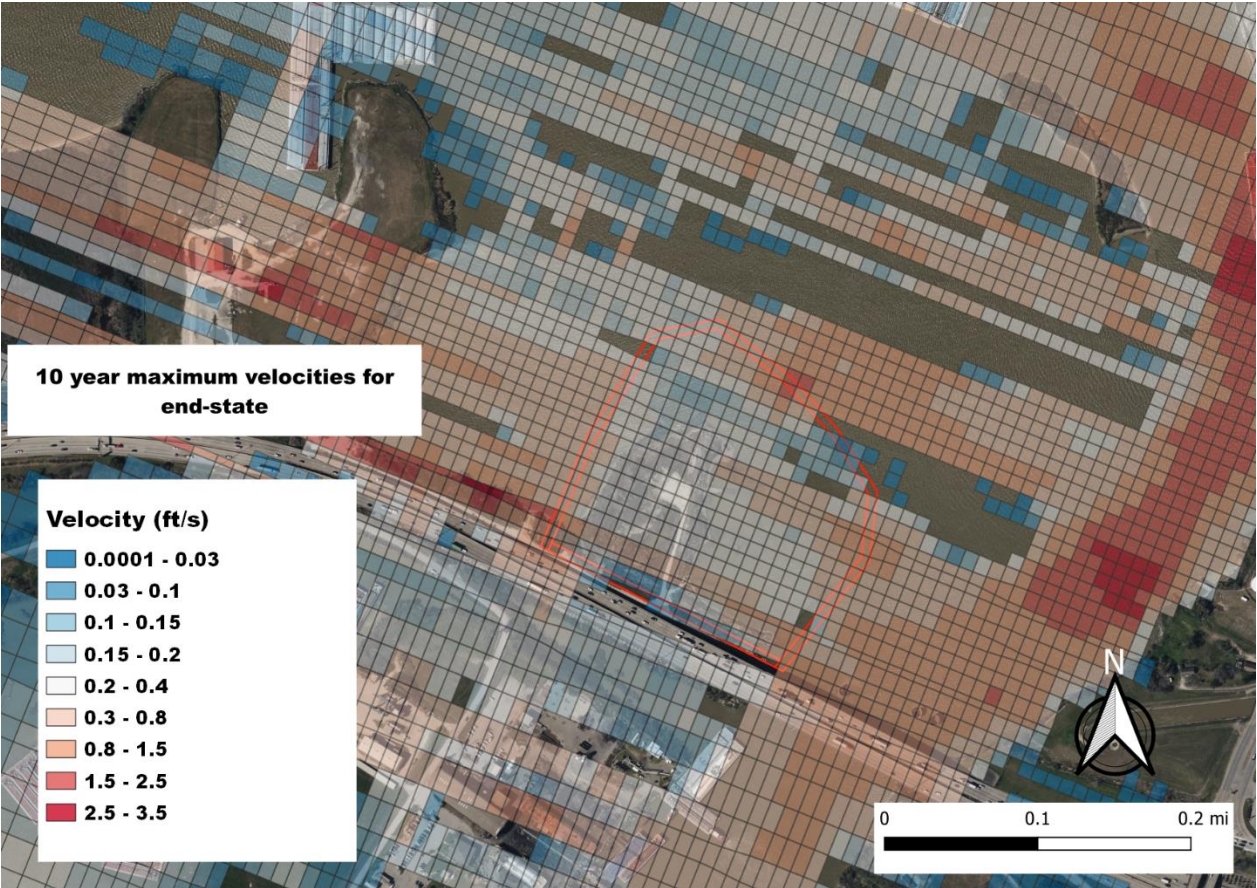 10 year maximum velocities for
end-state
Velocity (ft/s)
0.0001 - 0.03
0.03 - 0.1
0.1 - 0.15
0.15 - 0.2
0.2 - 0.4
0.3 - 0.8
0.8 - 1.5
1.5 - 2.5
2.5 - 3.5
N
0 0.1 0.2 mi